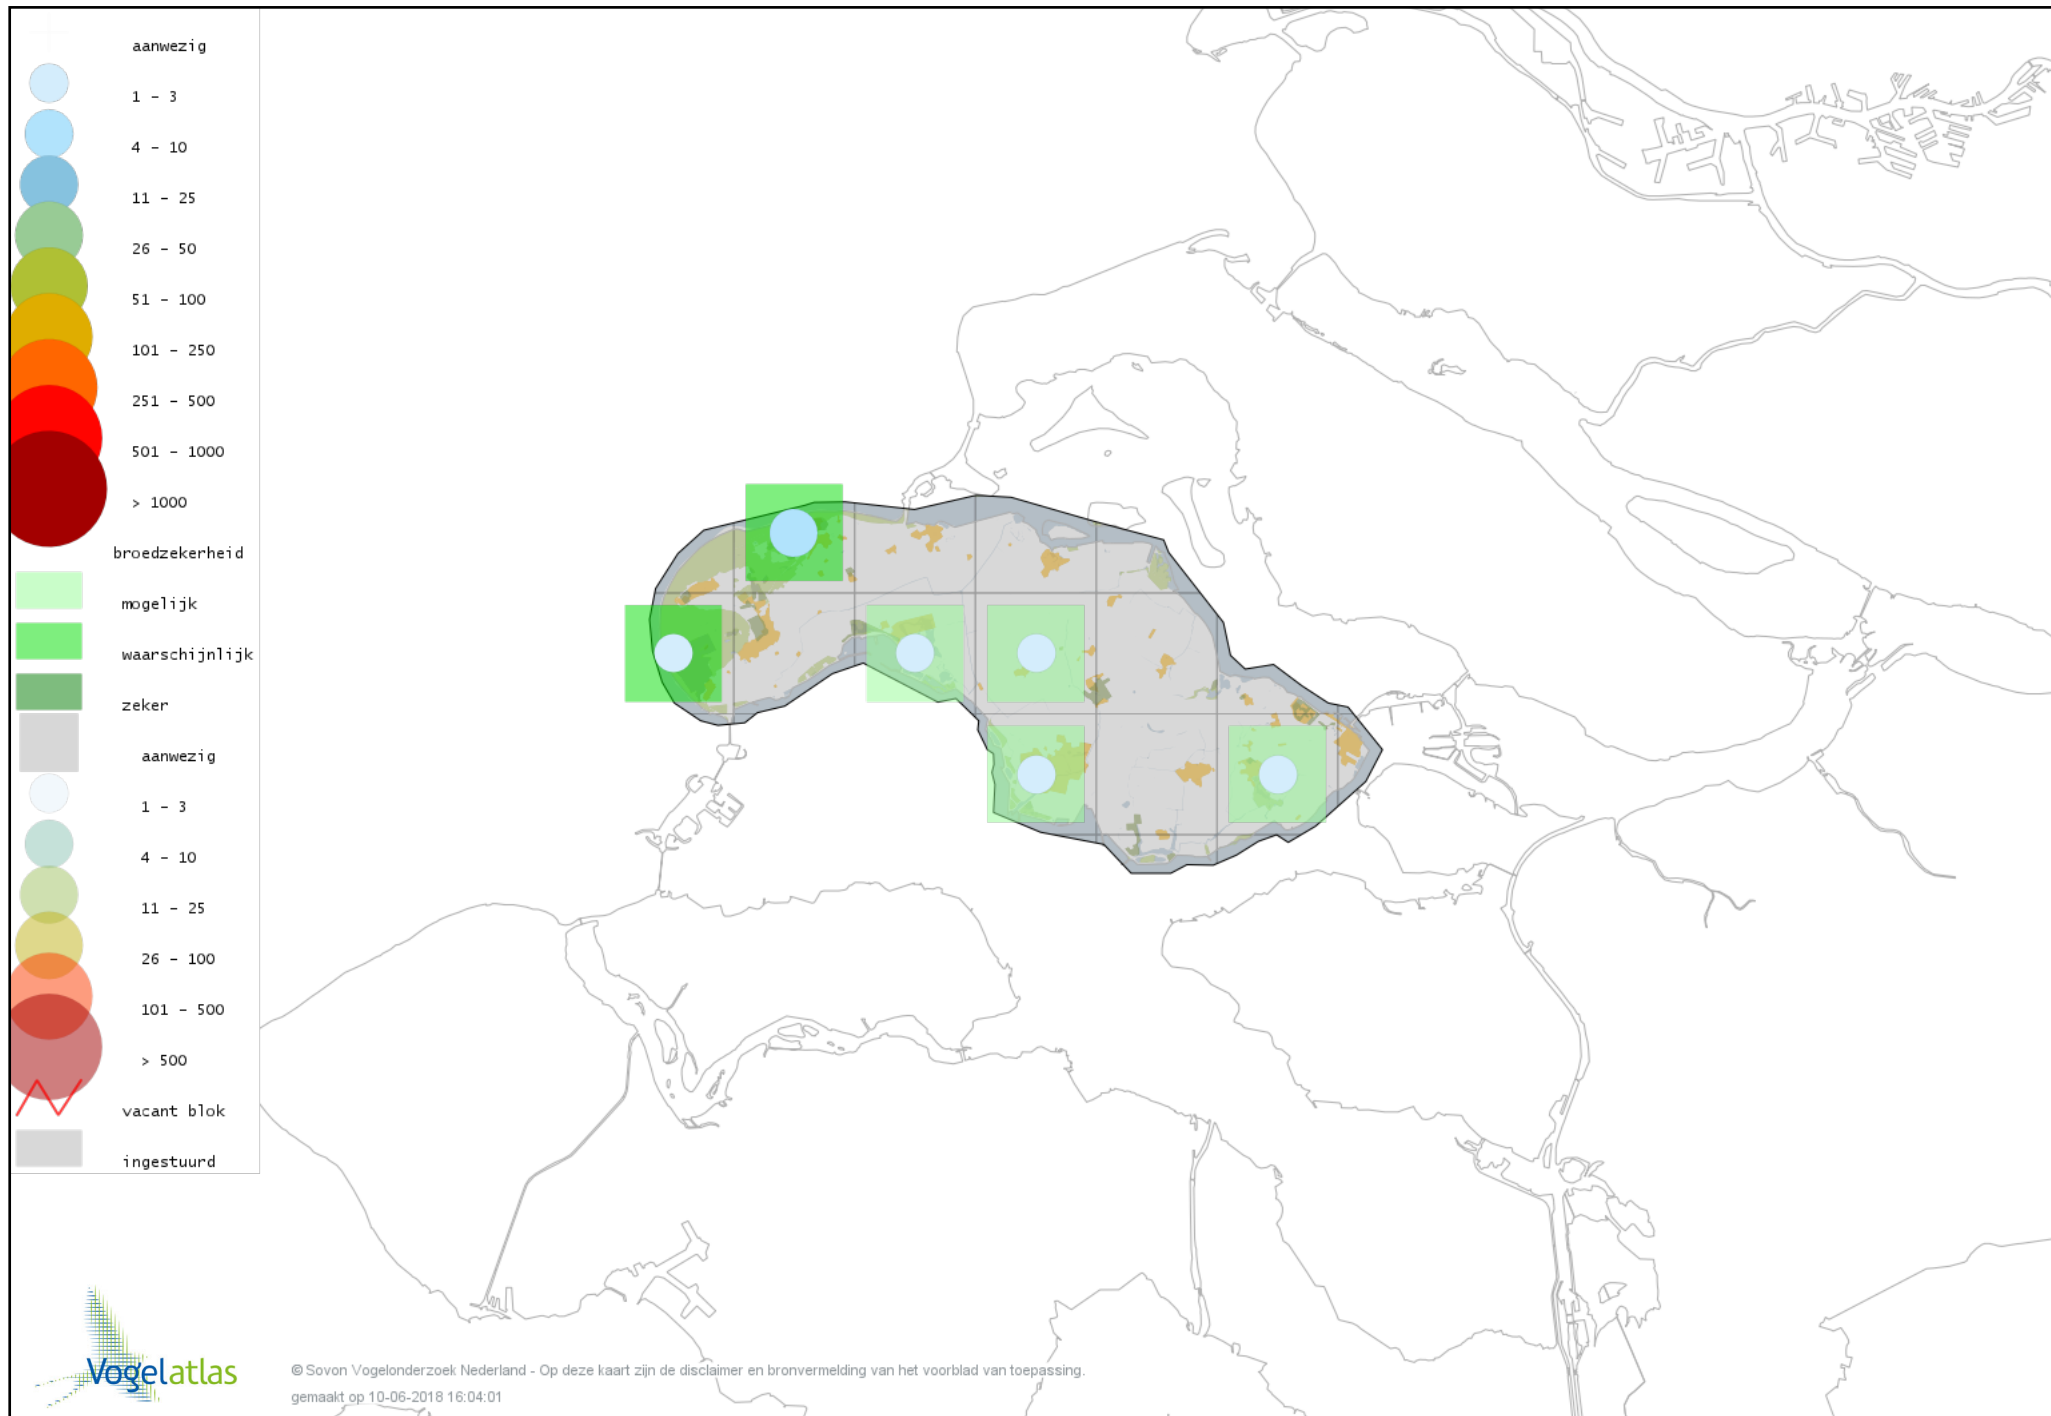 aanwezig
1 - 3
4 - 10
11 - 25
26 - 50
51 - 100
101 - 250
251 - 500
501 - 1000
> 1000
broedzekerheid
mogelijk
waarschijnlijk
zeker
aanwezig
1 - 3
4 - 10
11 - 25
26 - 100
101 - 500
> 500
vacant blok
ingestuurd
Vogelatlas
© Sovon Vogelonderzoek Nederland - Op deze kaart zijn de disclaimer en bronvermelding van het voorblad van toepassing.
gemaakt op 10-06-2018 16:04:01